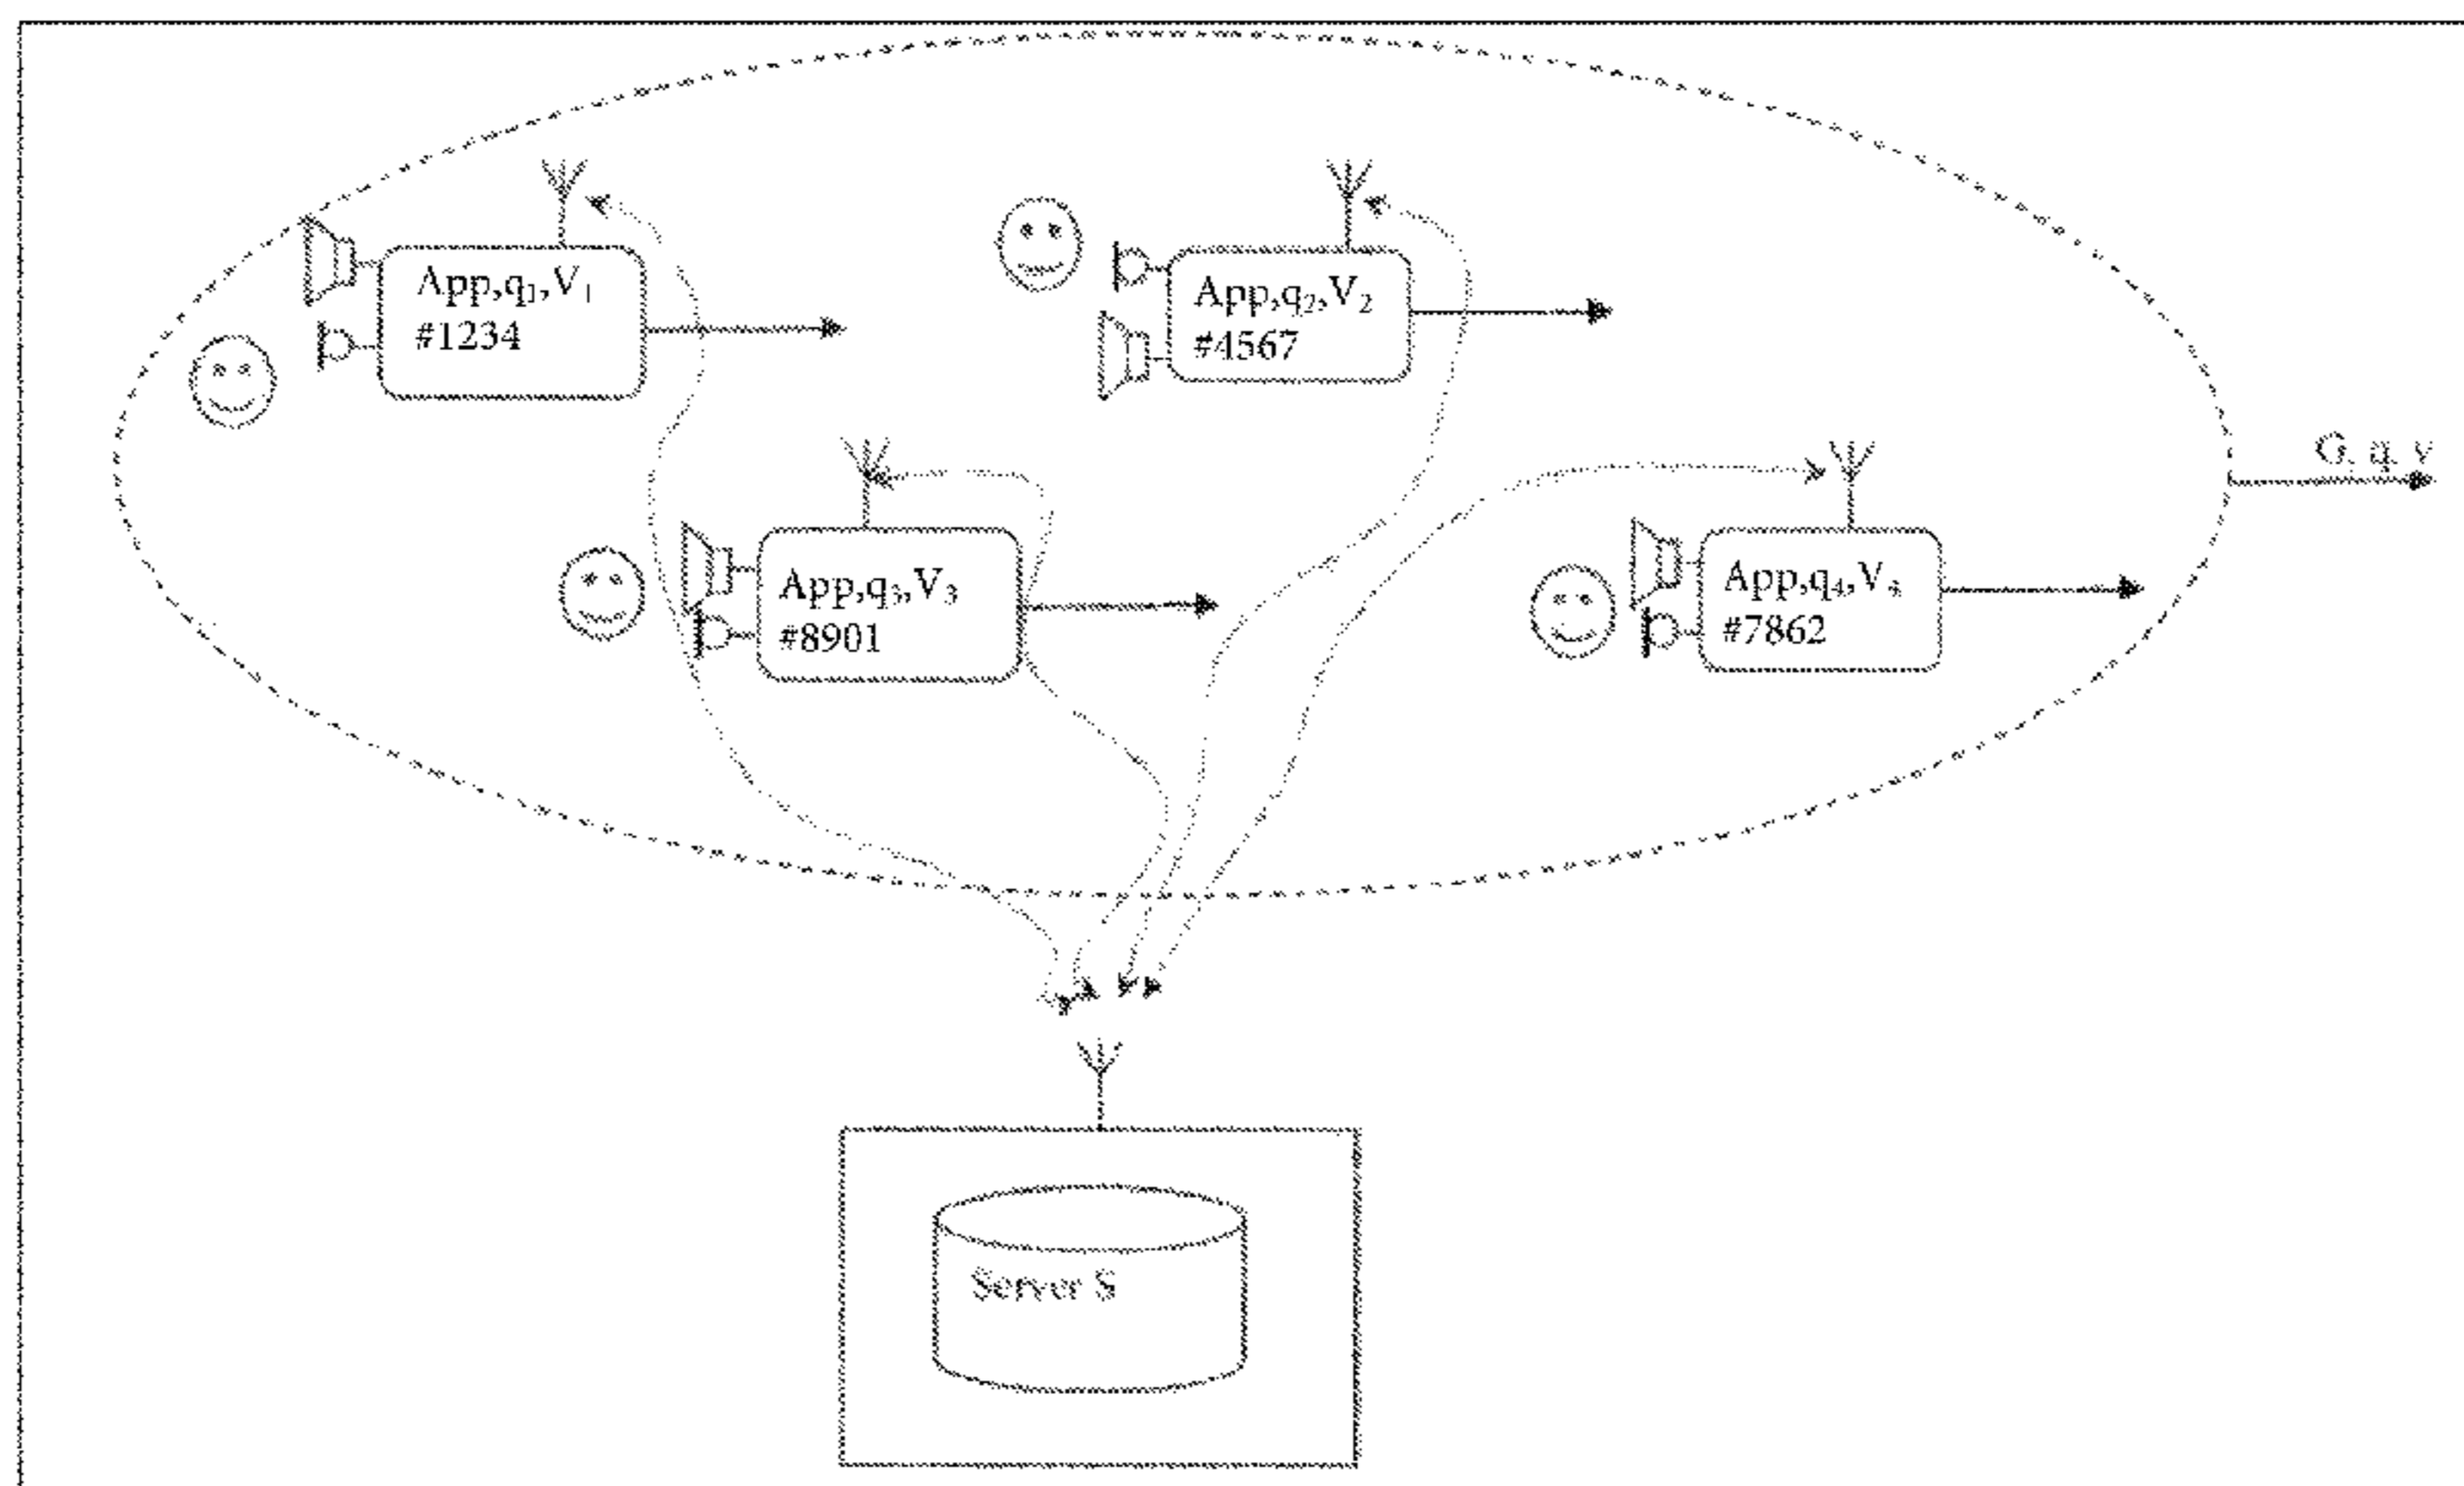 App,q₁,V₁
#1234
App,q₂,V₂
#4567
G, q, v
App,q₃,V₃
#8901
App,q₄,V₄
#7862
Server S